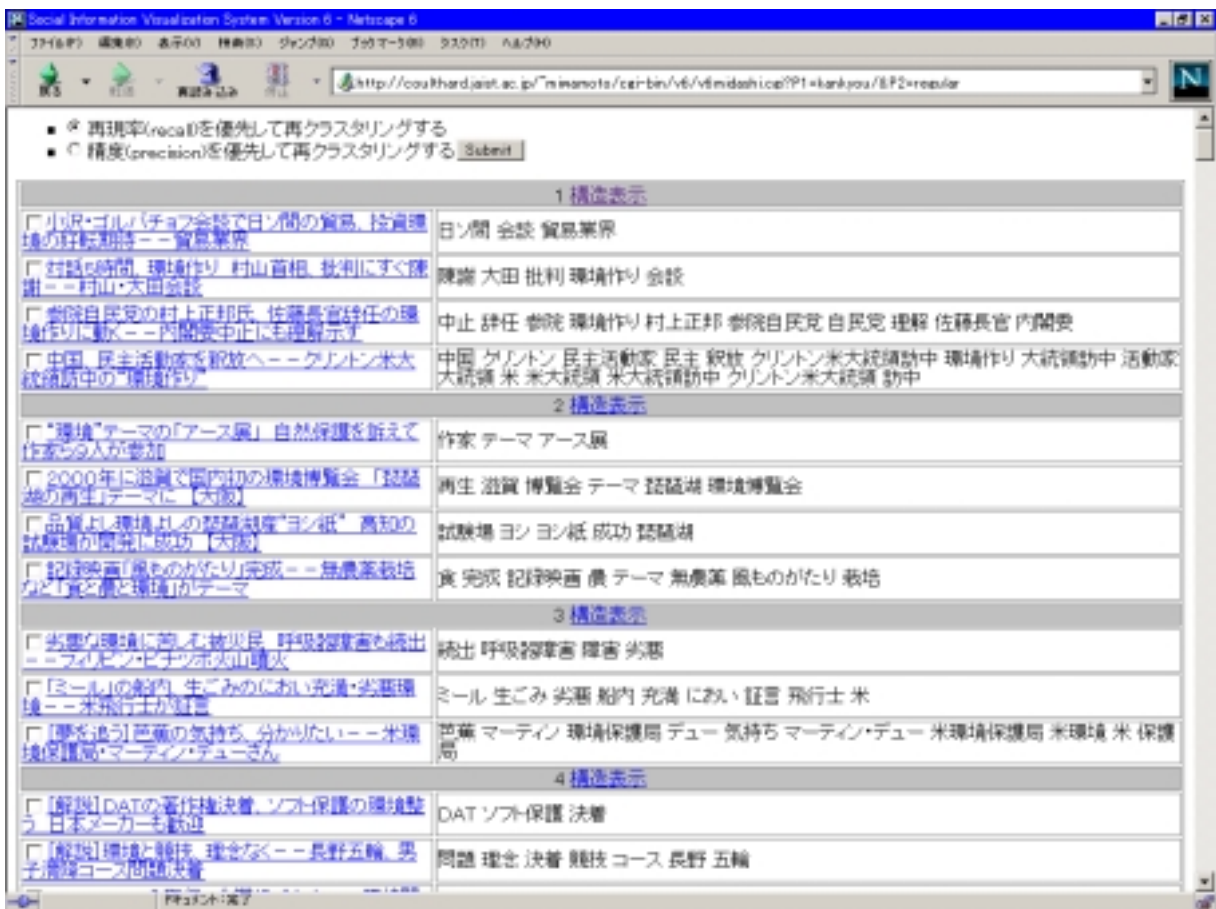 Social Information Visualization System Version 6 - Netscape 6
ファイル(F) 編集(E) 表示(V) 検索(S) ジャンプ(G) ブックマーク(B) タスク(T) ヘルプ(H)
戻る 再読み込み
再現率(recall)を優先して再クラスタリングする
精度(precision)を優先して再クラスタリングする Submit
1 構造表示
小沢・ゴルバチョフ会談で日ソ間の貿易、投資環
境の好転期待--貿易業界
日ソ間 会談 貿易業界
対話5時間、環境作り 村山首相、批判にすぐ陳
謝--村山・大田会談
陳謝 大田 批判 環境作り 会談
参院自民党の村上正邦氏、佐藤長官辞任の環
境作りに動く--内閣委中止にも理解示す
中止 辞任 参院 環境作り 村上正邦 参院自民党 自民党 理解 佐藤長官 内閣委
中国、民主活動家を釈放へ--クリントン米大
統領訪中の"環境作り"
中国 クリントン 民主活動家 民主 釈放 クリントン米大統領訪中 環境作り 大統領訪中 活動家
大統領 米 米大統領 米大統領訪中 クリントン米大統領 訪中
2 構造表示
"環境"テーマの「アース展」 自然保護を訴えて
作家ら9人が参加
作家 テーマ アース展
2000年に滋賀で国内初の環境博覧会 「琵琶
湖の再生」テーマに 【大阪】
再生 滋賀 博覧会 テーマ 琵琶湖 環境博覧会
品質よし環境よしの琵琶湖産"ヨシ紙" 高知の
試験場が開発に成功 【大阪】
試験場 ヨシ ヨシ紙 成功 琵琶湖
記録映画「風ものがたり」完成--無農薬栽培
など「食と農と環境」がテーマ
食 完成 記録映画 農 テーマ 無農薬 風ものがたり 栽培
3 構造表示
劣悪な環境に苦しむ被災民 呼吸器障害も続出
--フィリピン・ピナツボ火山噴火
続出 呼吸器障害 障害 劣悪
「ミール」の船内、生ごみのにおい充満・劣悪環
境--米飛行士が証言
ミール 生ごみ 劣悪 船内 充満 におい 証言 飛行士 米
[夢を追う]芭蕉の気持ち、分かりたい--米環
境保護局・マーティン・デューさん
芭蕉 マーティン 環境保護局 デュー 気持ち マーティン・デュー 米環境保護局 米環境 米 保護
局
4 構造表示
[解説]DATの著作権決着、ソフト保護の環境整
う 日本メーカーも歓迎
DAT ソフト保護 決着
[解説]環境と競技、理念なく--長野五輪、男
子滑降コース問題決着
問題 理念 決着 競技 コース 長野 五輪
ドキュメント:完了